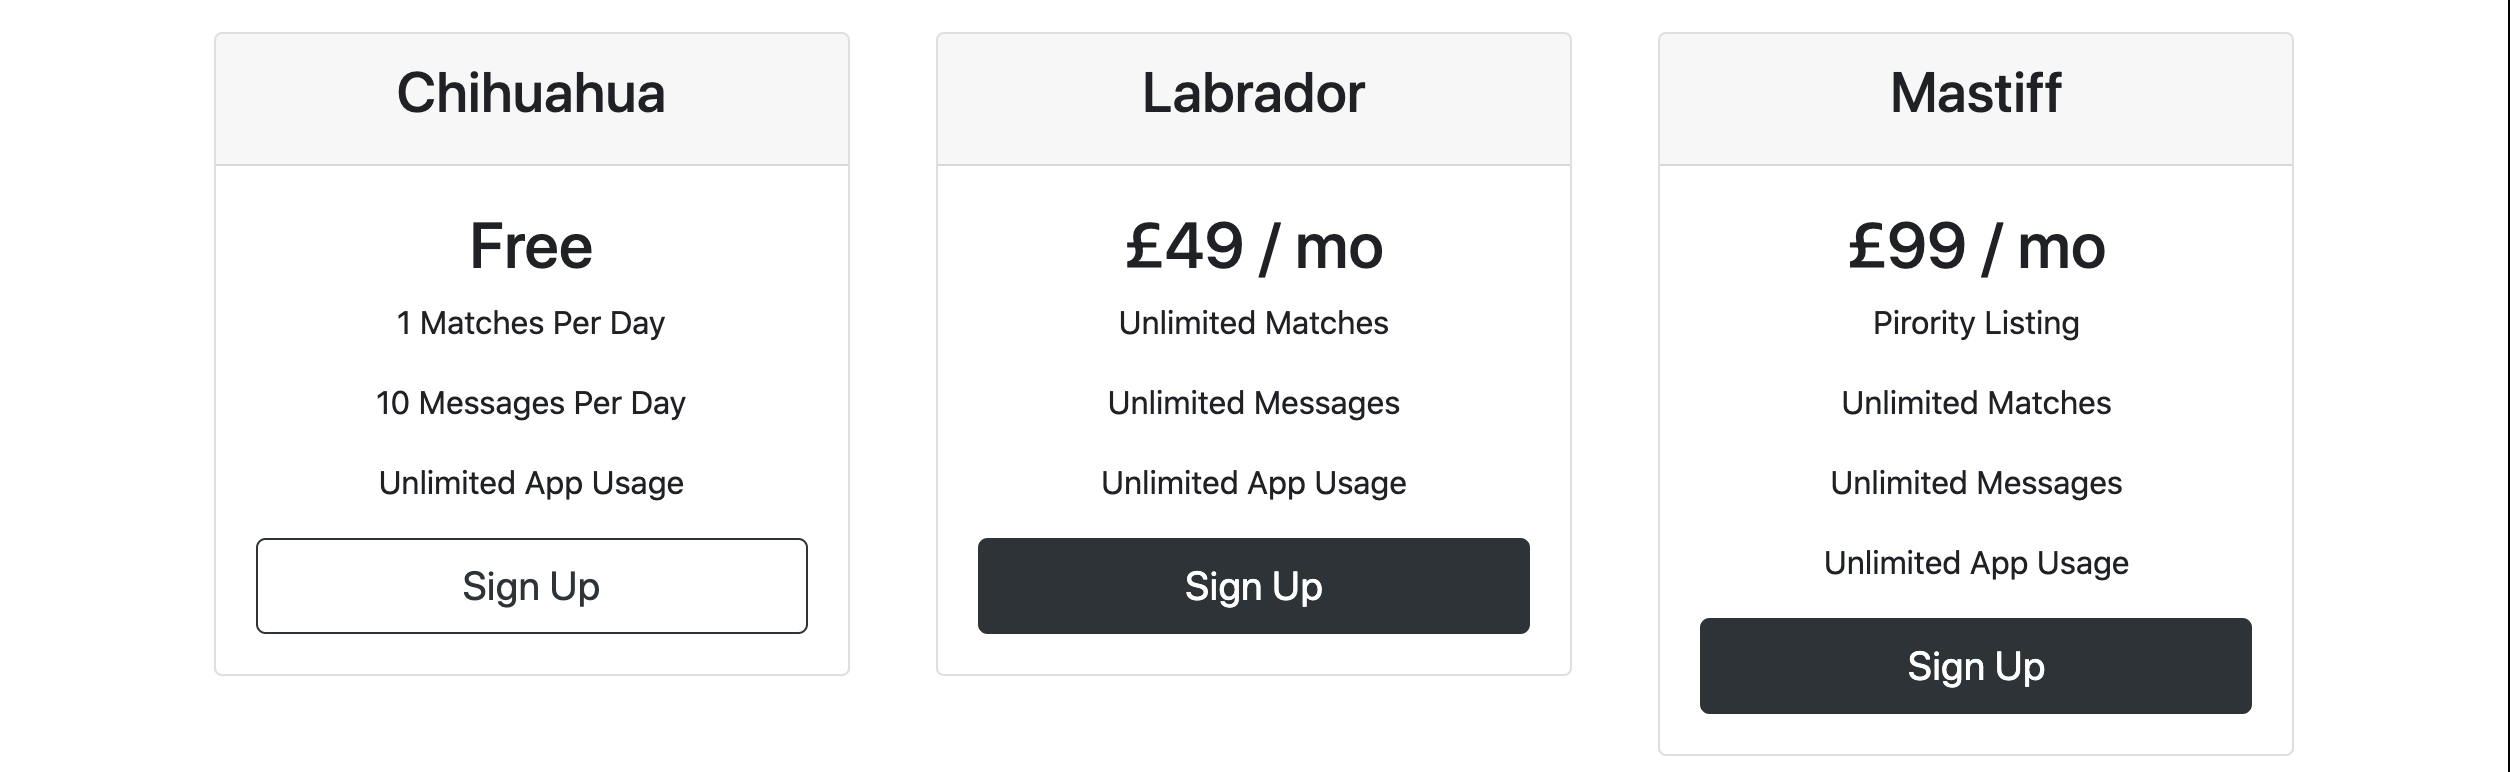 Chihuahua
Free
1 Matches Per Day
10 Messages Per Day
Unlimited App Usage
Sign Up
Labrador
£49 / mo
Unlimited Matches
Unlimited Messages
Unlimited App Usage
Sign Up
Mastiff
£99 / mo
Pirority Listing
Unlimited Matches
Unlimited Messages
Unlimited App Usage
Sign Up